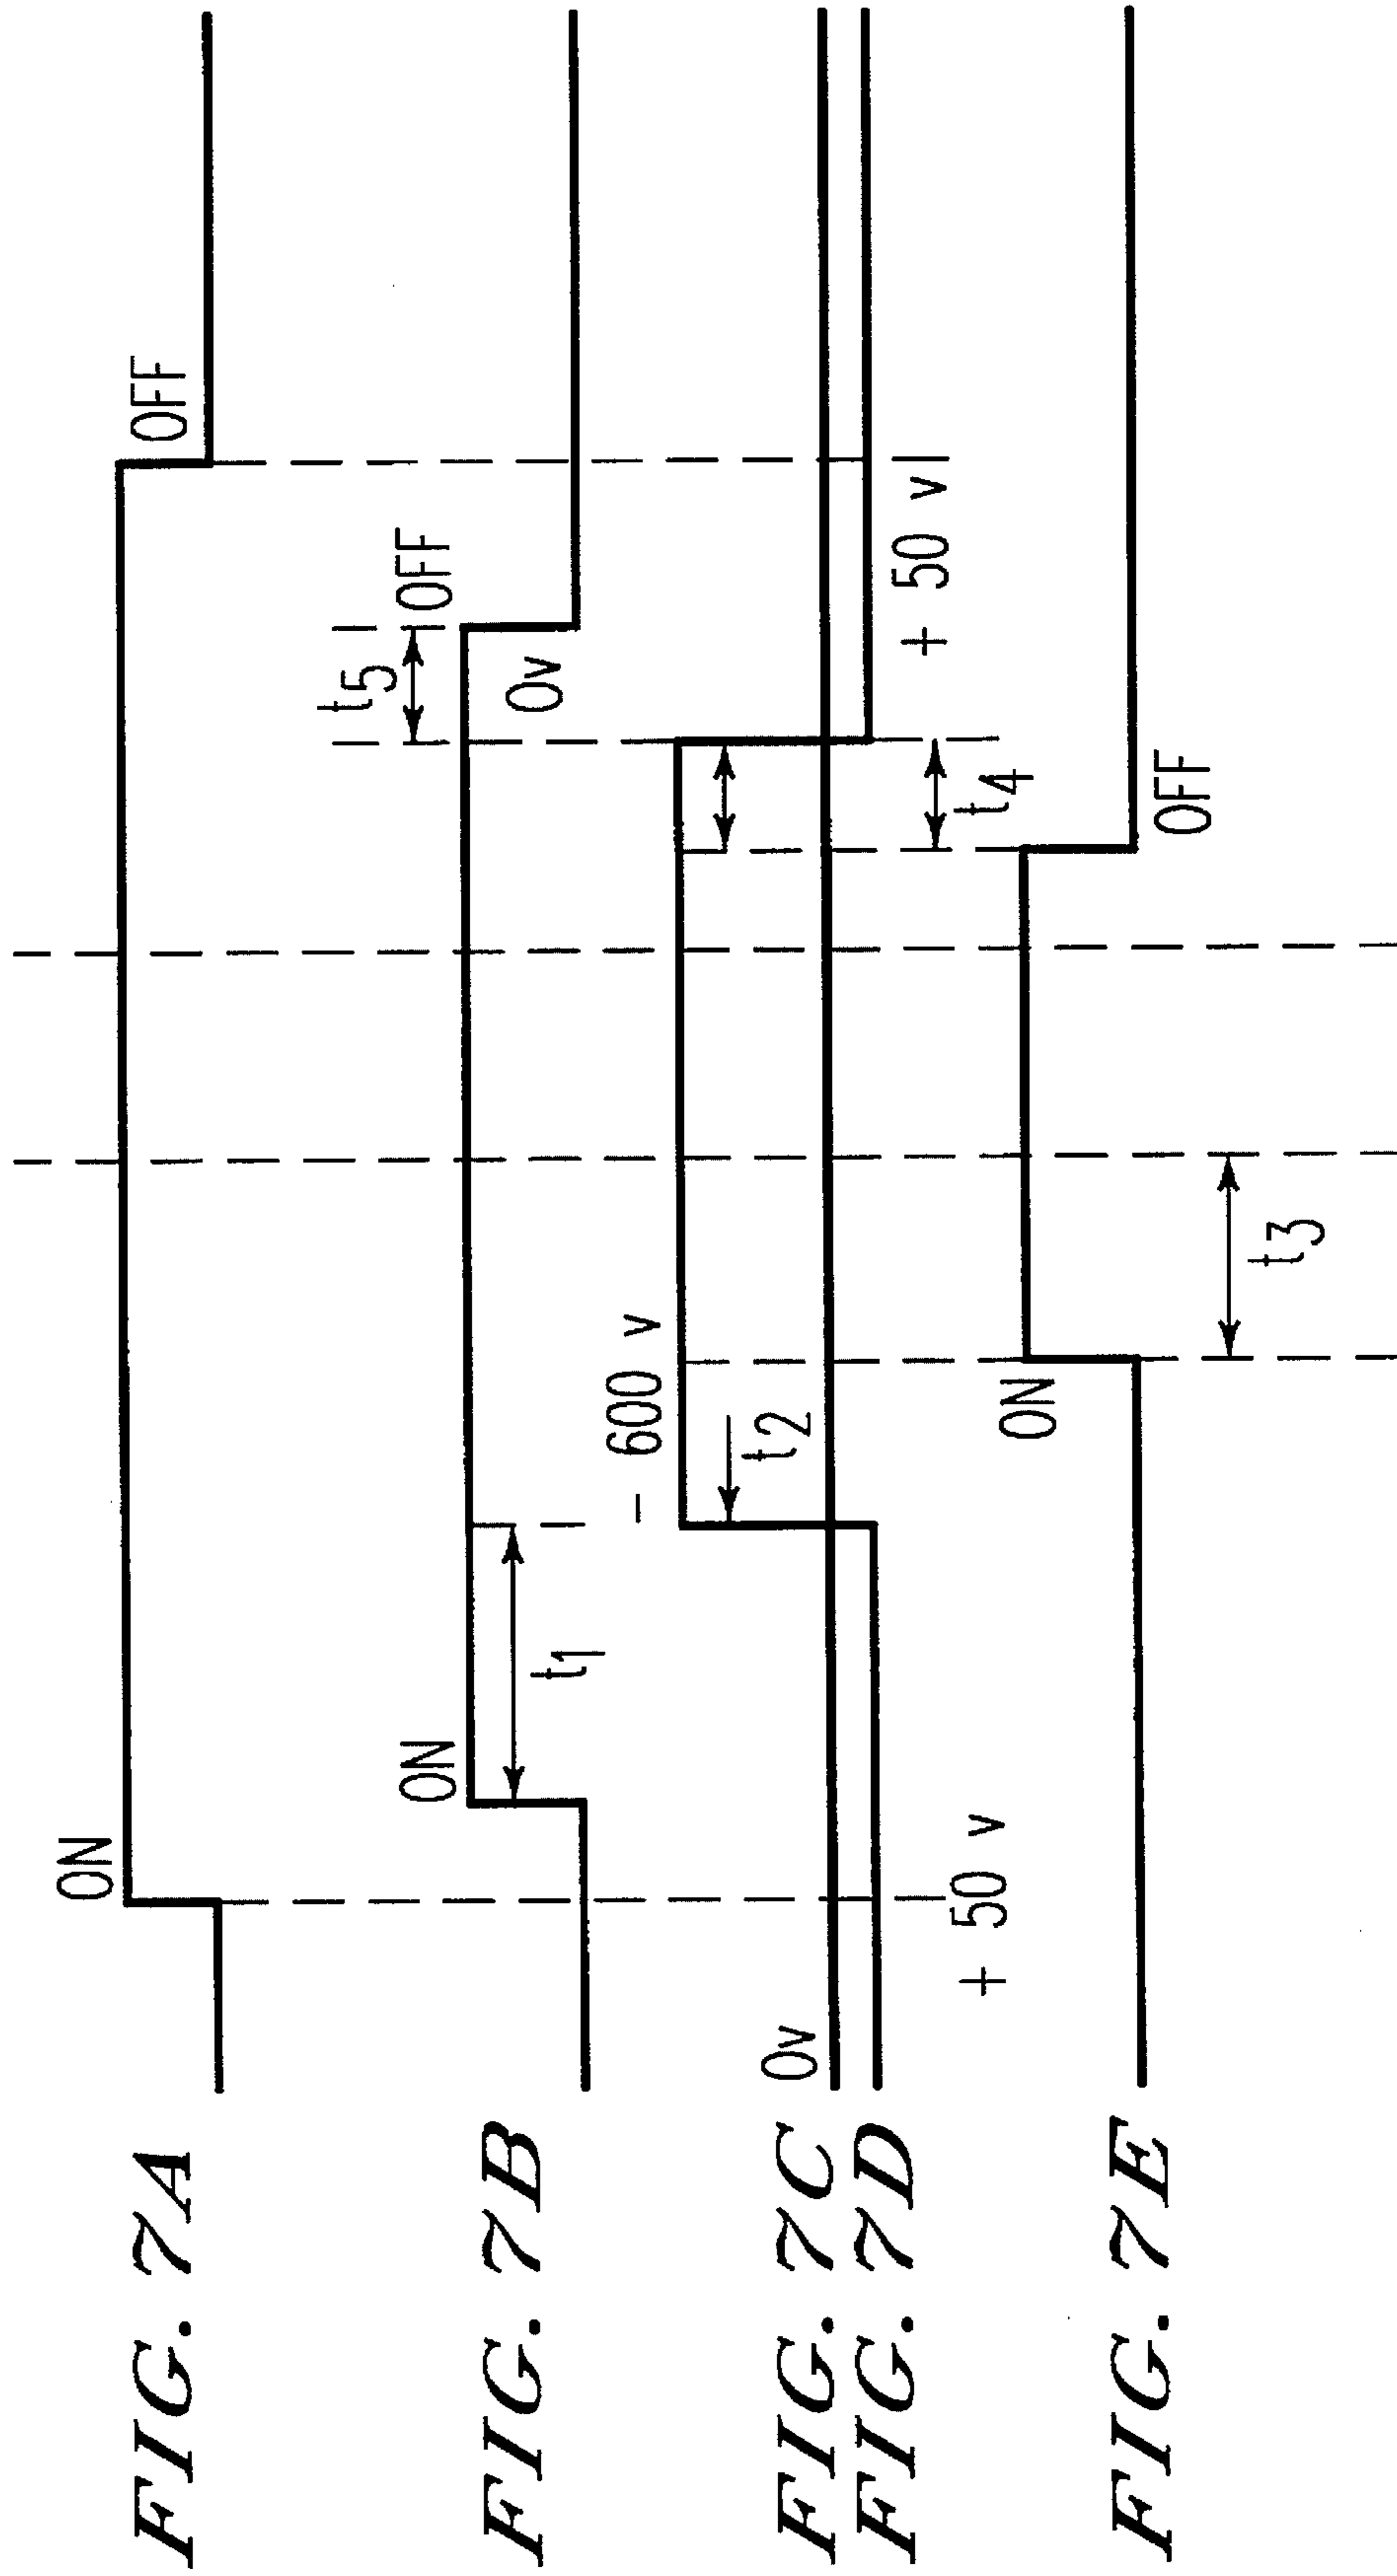 FIG. 7A
ON
OFF
FIG. 7B
ON
t1
t5
OFF
0v
FIG. 7C
0v
FIG. 7D
+ 50 v
- 600 v
t2
t4
+ 50 v
FIG. 7E
ON
t3
OFF